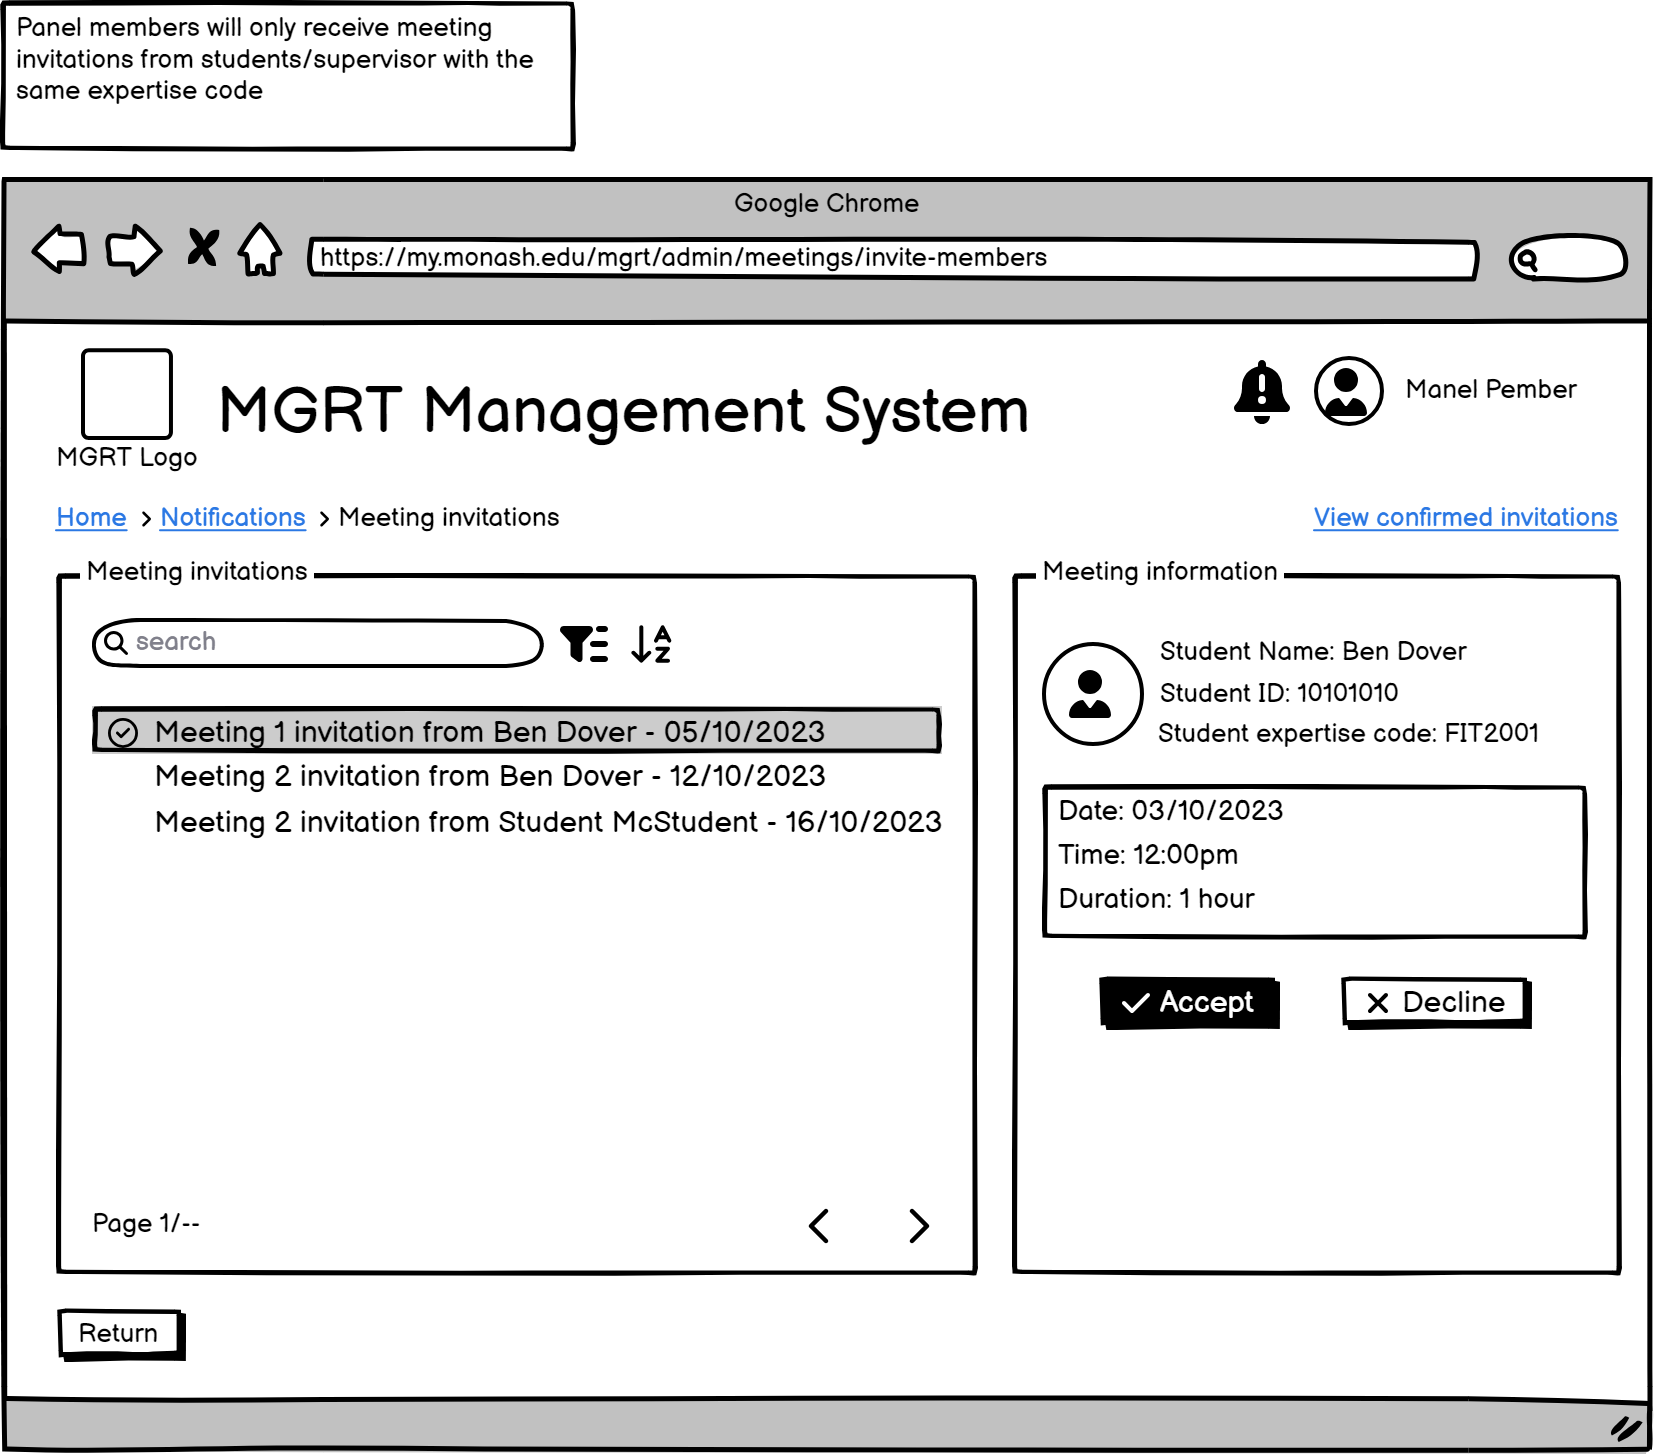 Panel members will only receive meeting
invitations from students/supervisor with the
same expertise code
Google Chrome
https://my.monash.edu/mgrt/admin/meetings/invite-members
MGRT Logo
MGRT Management System
Manel Pember
Home
Notifications
Meeting invitations
View confirmed invitations
Meeting invitations
search
A
Z
Meeting 1 invitation from Ben Dover - 05/10/2023
Meeting 2 invitation from Ben Dover - 12/10/2023
Meeting 2 invitation from Student McStudent - 16/10/2023
Page 1/--
Meeting information
Student Name: Ben Dover
Student ID: 10101010
Student expertise code: FIT2001
Date: 03/10/2023
Time: 12:00pm
Duration: 1 hour
Accept
Decline
Return